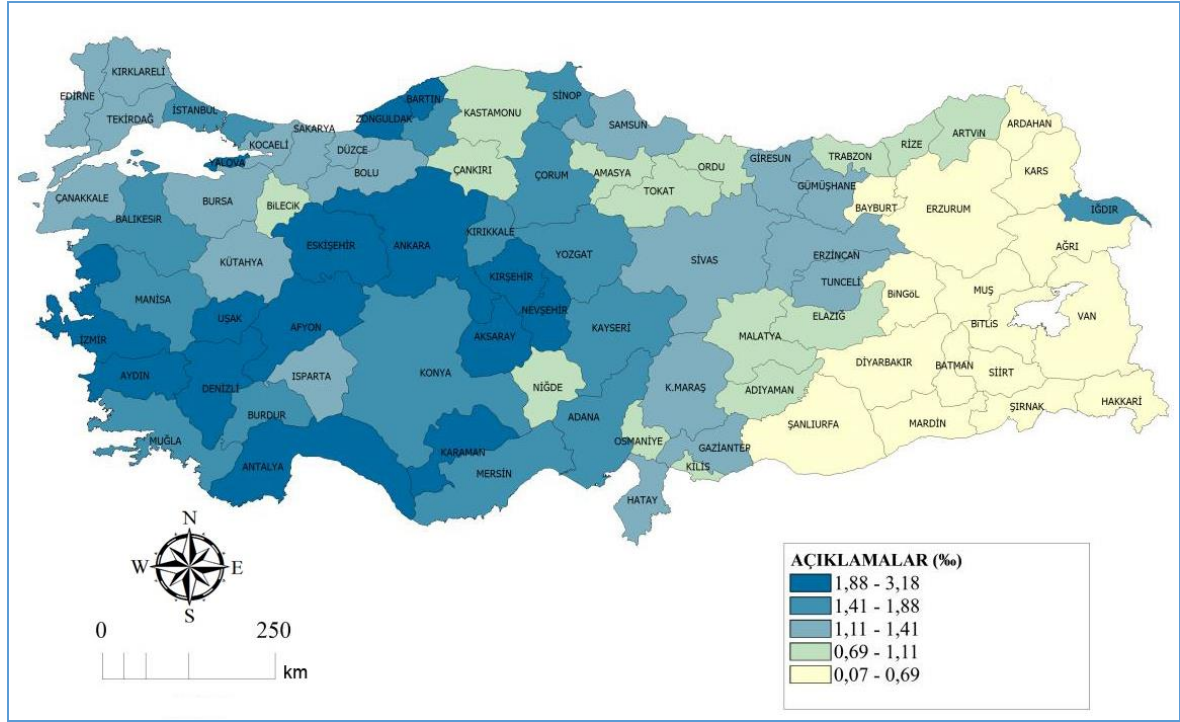 KIRKLARELİ
EDİRNE
TEKİRDAĞ
İSTANBUL
KOCAELİ
YALOVA
SAKARYA
DÜZCE
BOLU
ZONGULDAK
BARTIN
KASTAMONU
SİNOP
SAMSUN
ÇANKIRI
ÇORUM
AMASYA
TOKAT
ORDU
GİRESUN
TRABZON
GÜMÜŞHANE
BAYBURT
RİZE
ARTVİN
ARDAHAN
KARS
IĞDIR
ERZURUM
AĞRI
ÇANAKKALE
BALIKESIR
BURSA
BİLECİK
KÜTAHYA
ESKİŞEHİR
ANKARA
KIRIKKALE
YOZGAT
SİVAS
ERZİNCAN
TUNCELİ
BİNGÖL
MUŞ
BİTLİS
VAN
MANİSA
UŞAK
AFYON
KIRŞEHİR
NEVŞEHİR
AKSARAY
KAYSERİ
MALATYA
ELAZIĞ
DİYARBAKIR
BATMAN
SİİRT
HAKKARİ
ŞIRNAK
MARDİN
ŞANLIURFA
ADIYAMAN
K.MARAŞ
İZMİR
AYDIN
DENİZLİ
ISPARTA
BURDUR
KONYA
NİĞDE
ADANA
OSMANİYE
GAZİANTEP
KİLİS
HATAY
MUĞLA
ANTALYA
KARAMAN
MERSİN
N
W
E
S
0 250
km
AÇIKLAMALAR (‰)
1,88 - 3,18
1,41 - 1,88
1,11 - 1,41
0,69 - 1,11
0,07 - 0,69